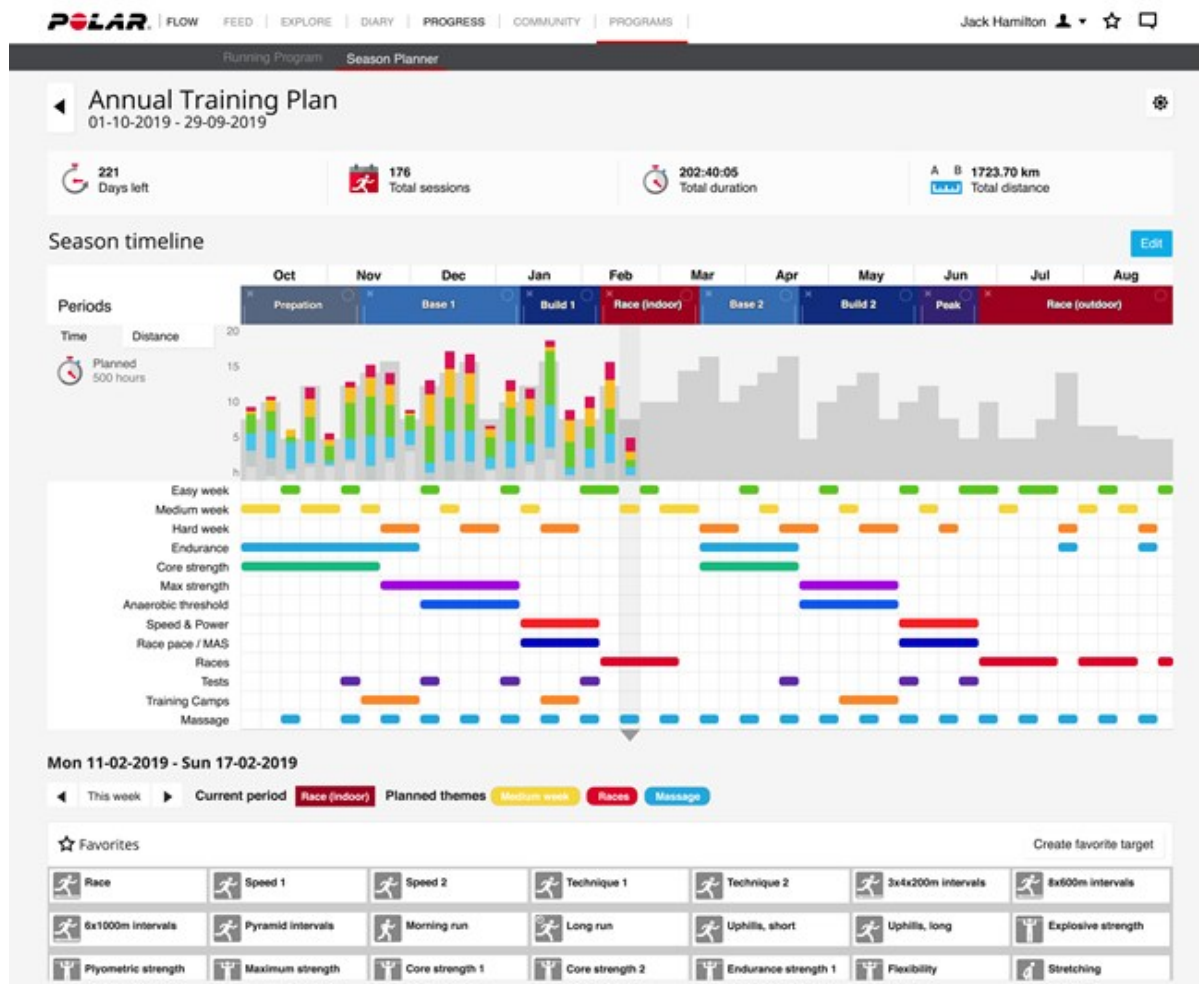 POLAR. FLOW FEED EXPLORE DIARY PROGRESS COMMUNITY PROGRAMS Jack Hamilton
Running Program Season Planner
Annual Training Plan
01-10-2019 - 29-09-2019
221 176 202:40:05 A B 1723.70 km
Days left Total sessions Total duration Total distance
Season timeline Edit
Oct Nov Dec Jan Feb Mar Apr May Jun Jul Aug
Periods Prepation Base 1 Build 1 Race (indoor) Base 2 Build 2 Peak Race (outdoor)
Time Distance 20
Planned 15
500 hours
10
5
h
Easy week
Medium week
Hard week
Endurance
Core strength
Max strength
Anaerobic threshold
Speed & Power
Race pace / MAS
Races
Tests
Training Camps
Massage
Mon 11-02-2019 - Sun 17-02-2019
This week Current period Race (indoor) Planned themes Medium week Races Massage
Favorites Create favorite target
Race Speed 1 Speed 2 Technique 1 Technique 2 3x4x200m intervals 8x600m intervals
6x1000m intervals Pyramid intervals Morning run Long run Uphills, short Uphills, long Explosive strength
Plyometric strength Maximum strength Core strength 1 Core strength 2 Endurance strength 1 Flexibility Stretching